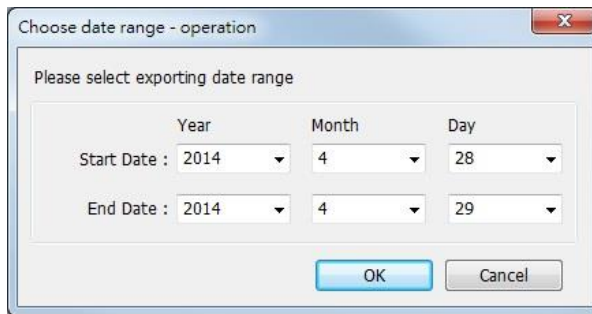 Choose date range - operation
Please select exporting date range
Year Month Day
Start Date : 2014 4 28
End Date : 2014 4 29
OK Cancel